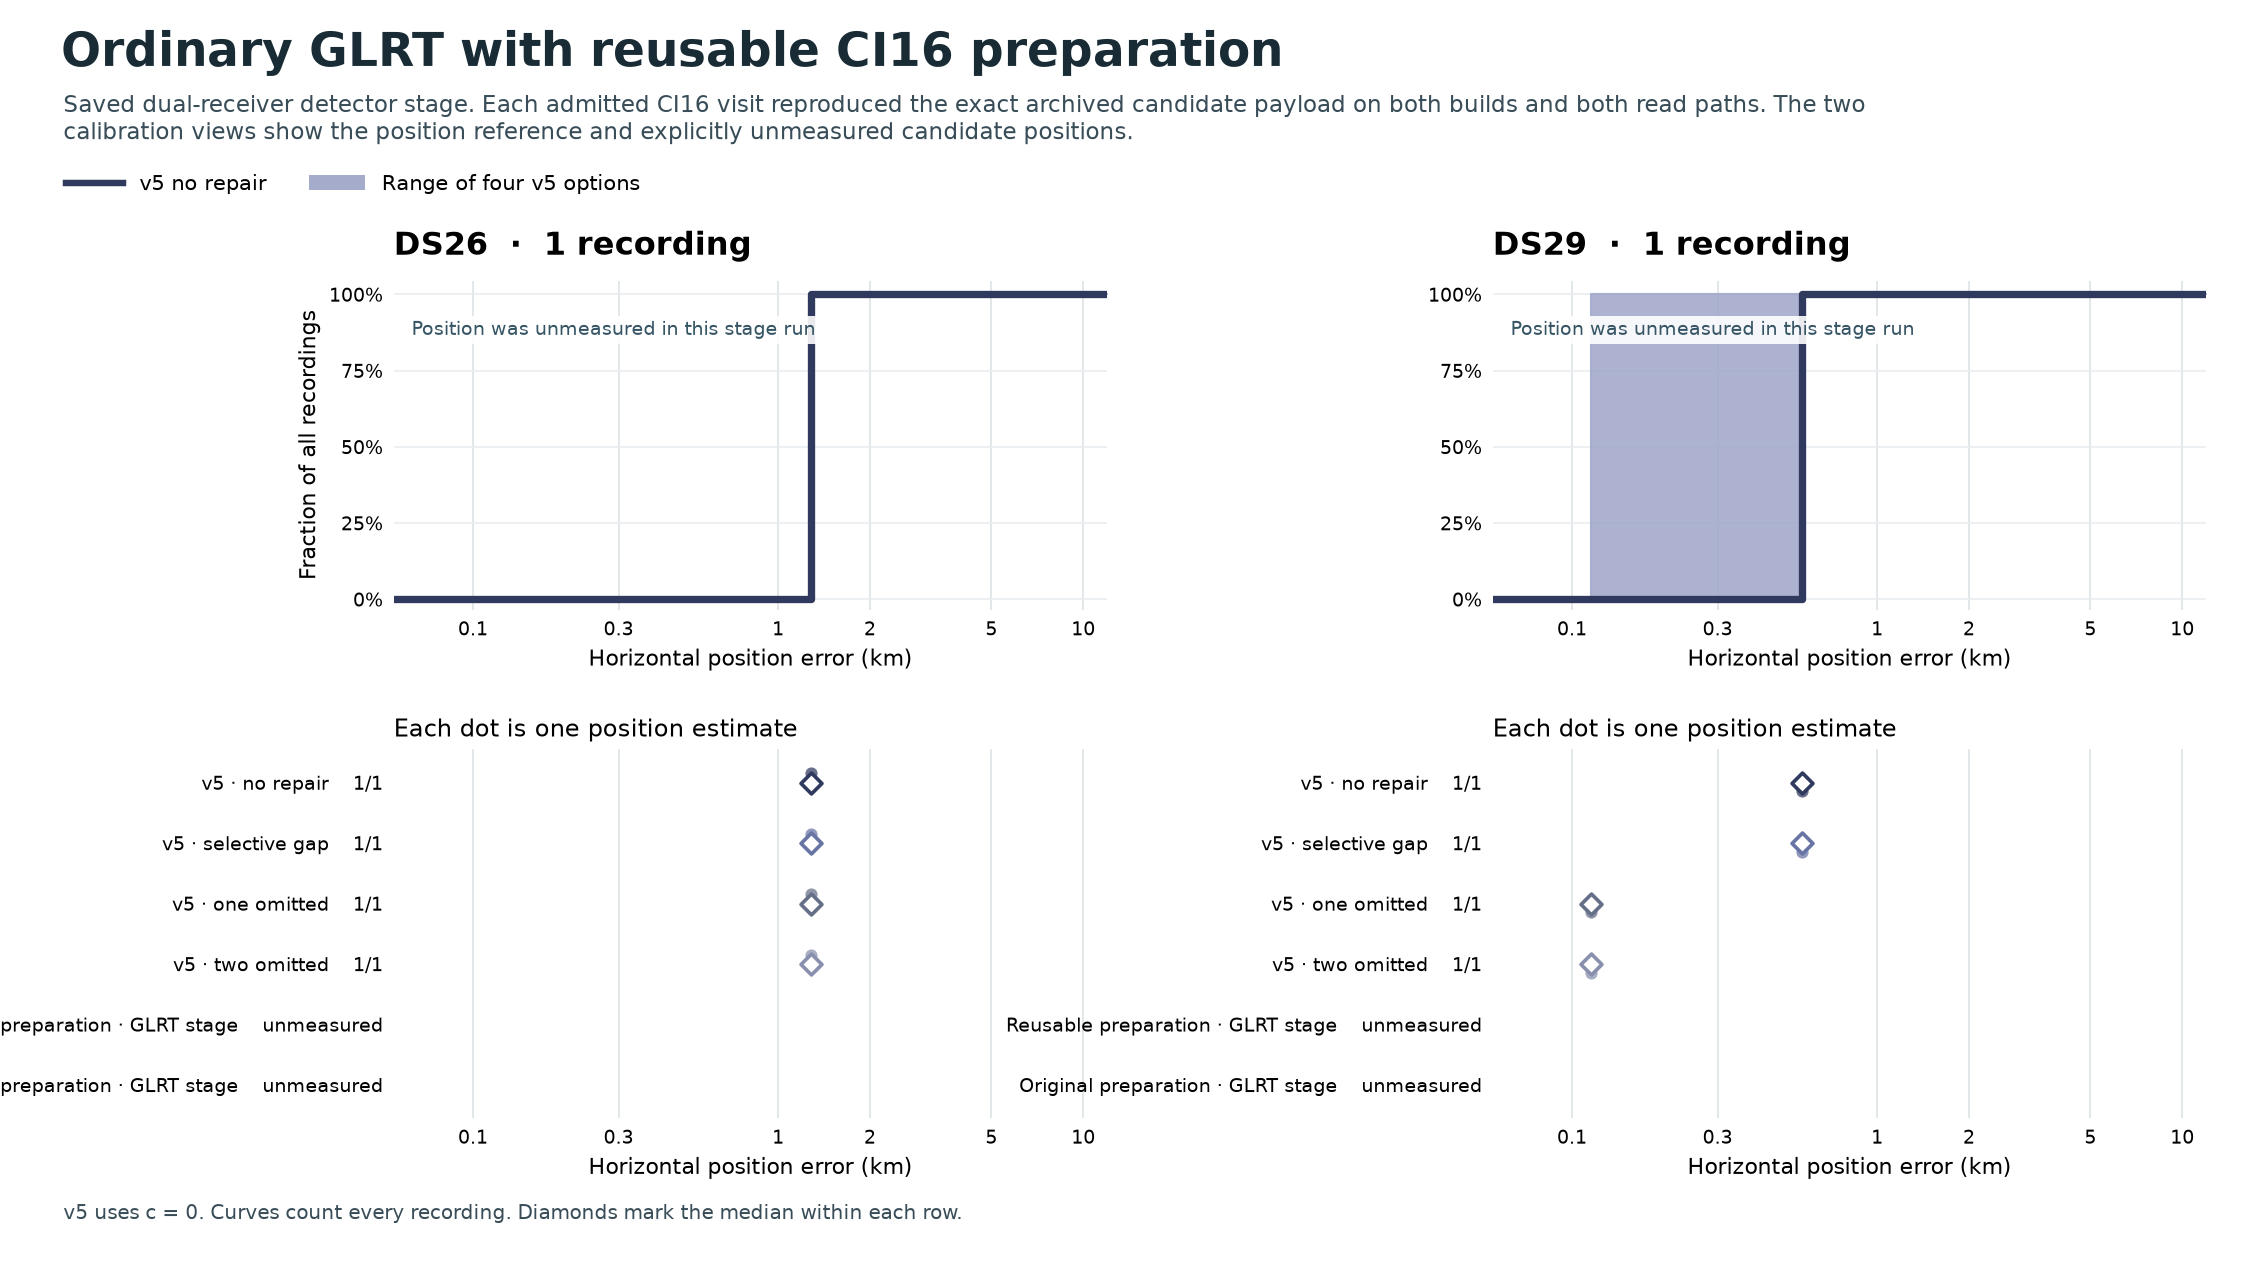 Ordinary GLRT with reusable CI16 preparation
Saved dual-receiver detector stage. Each admitted CI16 visit reproduced the exact archived candidate payload on both builds and both read paths. The two
calibration views show the position reference and explicitly unmeasured candidate positions.
v5 no repair
Range of four v5 options
DS26 · 1 recording
100%
75%
50%
25%
0%
Fraction of all recordings
Position was unmeasured in this stage run
0.1 0.3 1 2 5 10
Horizontal position error (km)
DS29 · 1 recording
100%
75%
50%
25%
0%
Position was unmeasured in this stage run
0.1 0.3 1 2 5 10
Horizontal position error (km)
Each dot is one position estimate
v5 · no repair 1/1
v5 · selective gap 1/1
v5 · one omitted 1/1
v5 · two omitted 1/1
preparation · GLRT stage unmeasured
preparation · GLRT stage unmeasured
0.1 0.3 1 2 5 10
Horizontal position error (km)
Each dot is one position estimate
v5 · no repair 1/1
v5 · selective gap 1/1
v5 · one omitted 1/1
v5 · two omitted 1/1
Reusable preparation · GLRT stage unmeasured
Original preparation · GLRT stage unmeasured
0.1 0.3 1 2 5 10
Horizontal position error (km)
v5 uses c = 0. Curves count every recording. Diamonds mark the median within each row.